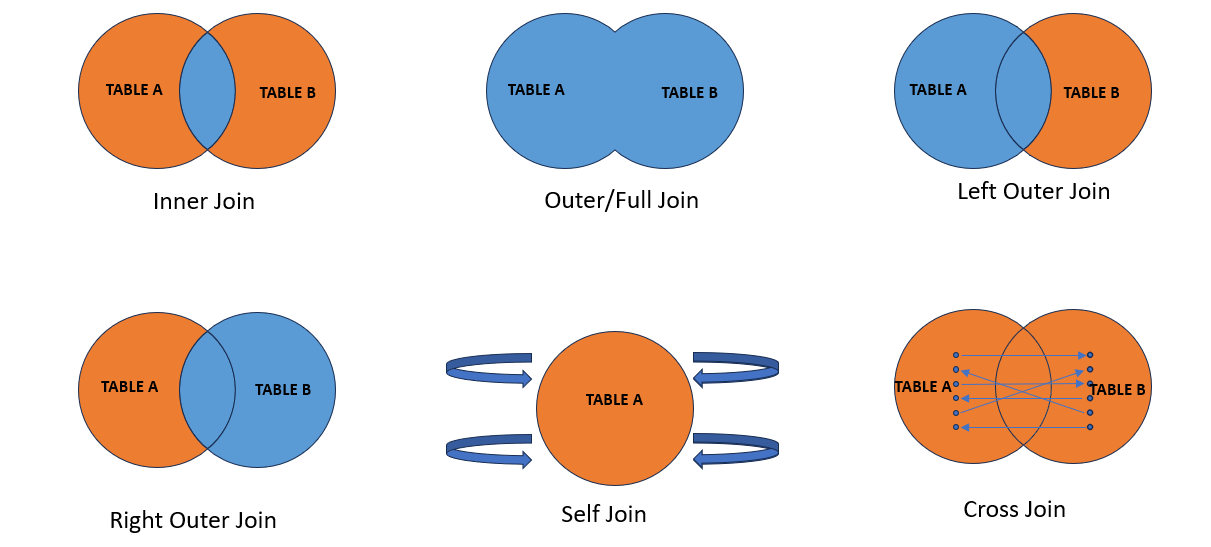 TABLE A
TABLE B
Inner Join
TABLE A
TABLE B
Outer/Full Join
TABLE A
TABLE B
Left Outer Join
TABLE A
TABLE B
Right Outer Join
TABLE A
Self Join
TABLE A
TABLE B
Cross Join